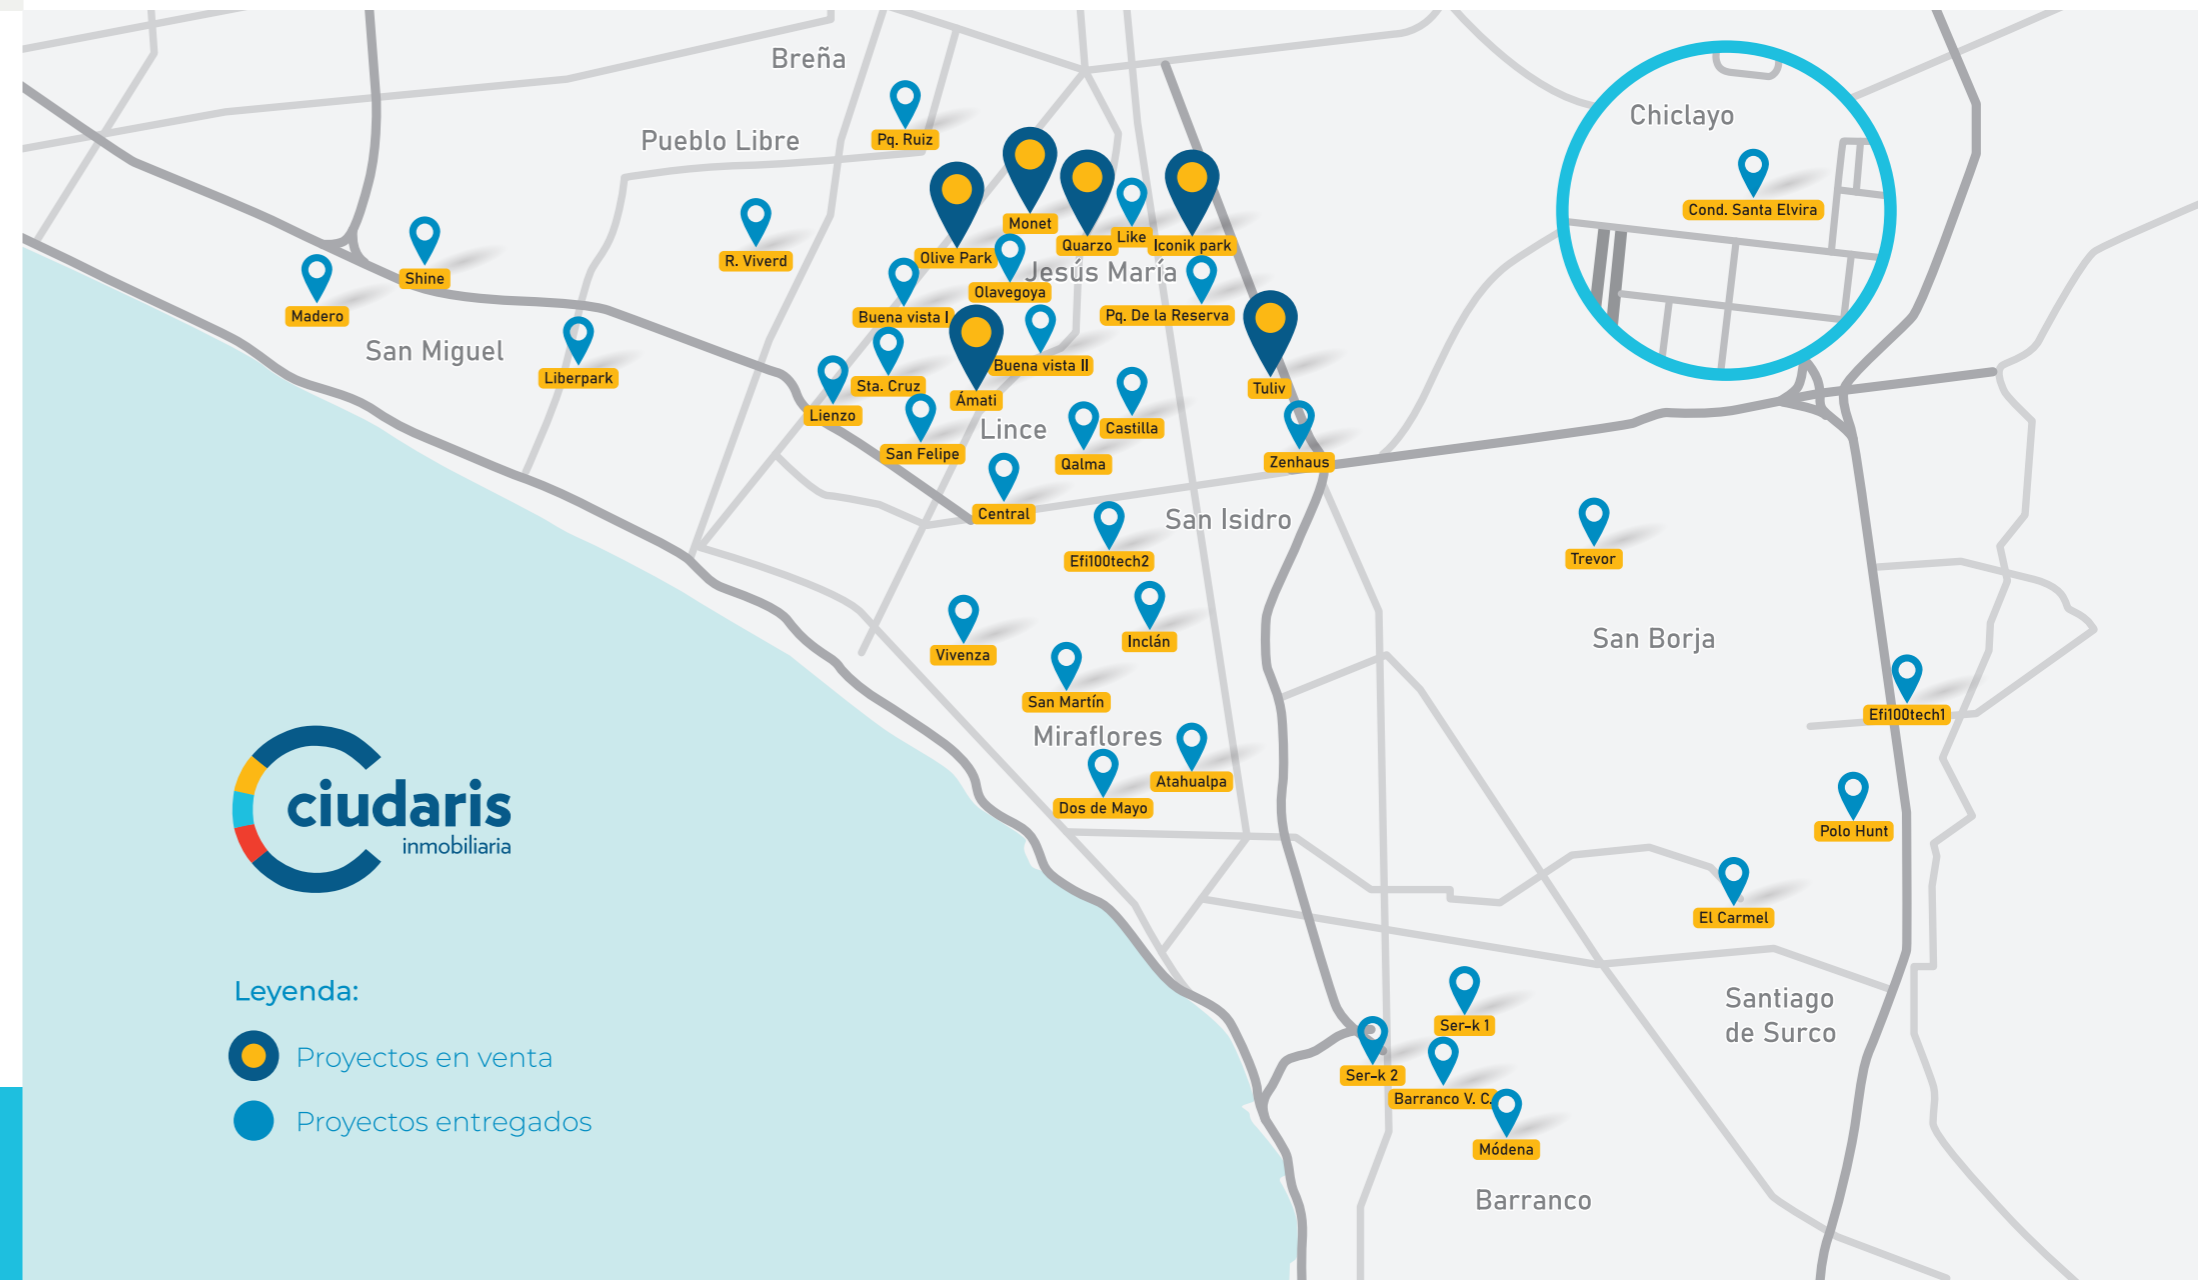 Breña
Chiclayo
Pueblo Libre
Pq. Ruiz
Cond. Santa Elvira
Monet
Like
Quarzo
Iconik park
Olive Park
R. Viverd
Jesús María
Shine
Olavegoya
Madero
Buena vista I
Pq. De la Reserva
San Miguel
Buena vista II
Liberpark
Sta. Cruz
Tuliv
Ámati
Lienzo
Lince
Castilla
San Felipe
Qalma
Zenhaus
Central
San Isidro
Efi100tech2
Trevor
San Borja
Inclán
Vivenza
San Martín
Efi100tech1
Miraflores
Atahualpa
Dos de Mayo
ciudaris
inmobiliaria
Polo Hunt
El Carmel
Leyenda:
Santiago
de Surco
Ser-k 1
Proyectos en venta
Ser-k 2
Barranco V. C.
Proyectos entregados
Módena
Barranco